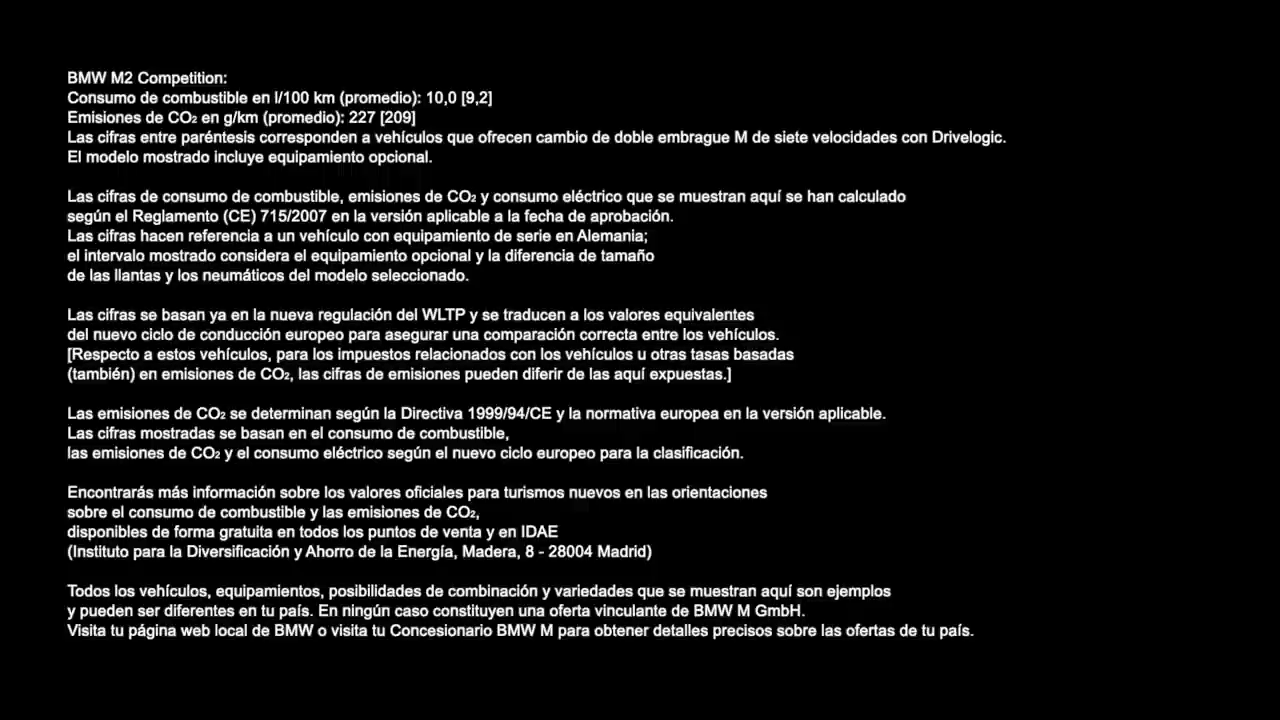 BMW M2 Competition:
Consumo de combustible en l/100 km (promedio): 10,0 [9,2]
Emisiones de CO₂ en g/km (promedio): 227 [209]
Las cifras entre paréntesis corresponden a vehículos que ofrecen cambio de doble embrague M de siete velocidades con Drivelogic.
El modelo mostrado incluye equipamiento opcional.
Las cifras de consumo de combustible, emisiones de CO₂ y consumo eléctrico que se muestran aquí se han calculado
según el Reglamento (CE) 715/2007 en la versión aplicable a la fecha de aprobación.
Las cifras hacen referencia a un vehículo con equipamiento de serie en Alemania;
el intervalo mostrado considera el equipamiento opcional y la diferencia de tamaño
de las llantas y los neumáticos del modelo seleccionado.
Las cifras se basan ya en la nueva regulación del WLTP y se traducen a los valores equivalentes
del nuevo ciclo de conducción europeo para asegurar una comparación correcta entre los vehículos.
[Respecto a estos vehículos, para los impuestos relacionados con los vehículos u otras tasas basadas
(también) en emisiones de CO₂, las cifras de emisiones pueden diferir de las aquí expuestas.]
Las emisiones de CO₂ se determinan según la Directiva 1999/94/CE y la normativa europea en la versión aplicable.
Las cifras mostradas se basan en el consumo de combustible,
las emisiones de CO₂ y el consumo eléctrico según el nuevo ciclo europeo para la clasificación.
Encontrarás más información sobre los valores oficiales para turismos nuevos en las orientaciones
sobre el consumo de combustible y las emisiones de CO₂,
disponibles de forma gratuita en todos los puntos de venta y en IDAE
(Instituto para la Diversificación y Ahorro de la Energía, Madera, 8 - 28004 Madrid)
Todos los vehículos, equipamientos, posibilidades de combinación y variedades que se muestran aquí son ejemplos
y pueden ser diferentes en tu país. En ningún caso constituyen una oferta vinculante de BMW M GmbH.
Visita tu página web local de BMW o visita tu Concesionario BMW M para obtener detalles precisos sobre las ofertas de tu país.